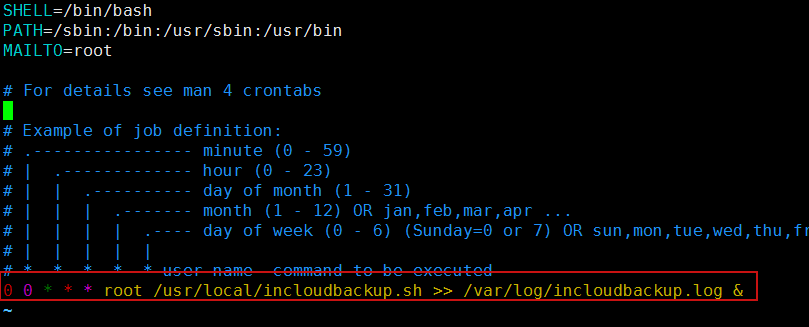 SHELL=/bin/bash
PATH=/sbin:/bin:/usr/sbin:/usr/bin
MAILTO=root
# For details see man 4 crontabs
# Example of job definition:
# .---------------- minute (0 - 59)
# |  .------------- hour (0 - 23)
# |  |  .---------- day of month (1 - 31)
# |  |  |  .------- month (1 - 12) OR jan,feb,mar,apr ...
# |  |  |  |  .---- day of week (0 - 6) (Sunday=0 or 7) OR sun,mon,tue,wed,thu,fr
# |  |  |  |  |
# *  *  *  *  * user-name  command to be executed
0 0 * * * root /usr/local/incloudbackup.sh >> /var/log/incloudbackup.log &
~